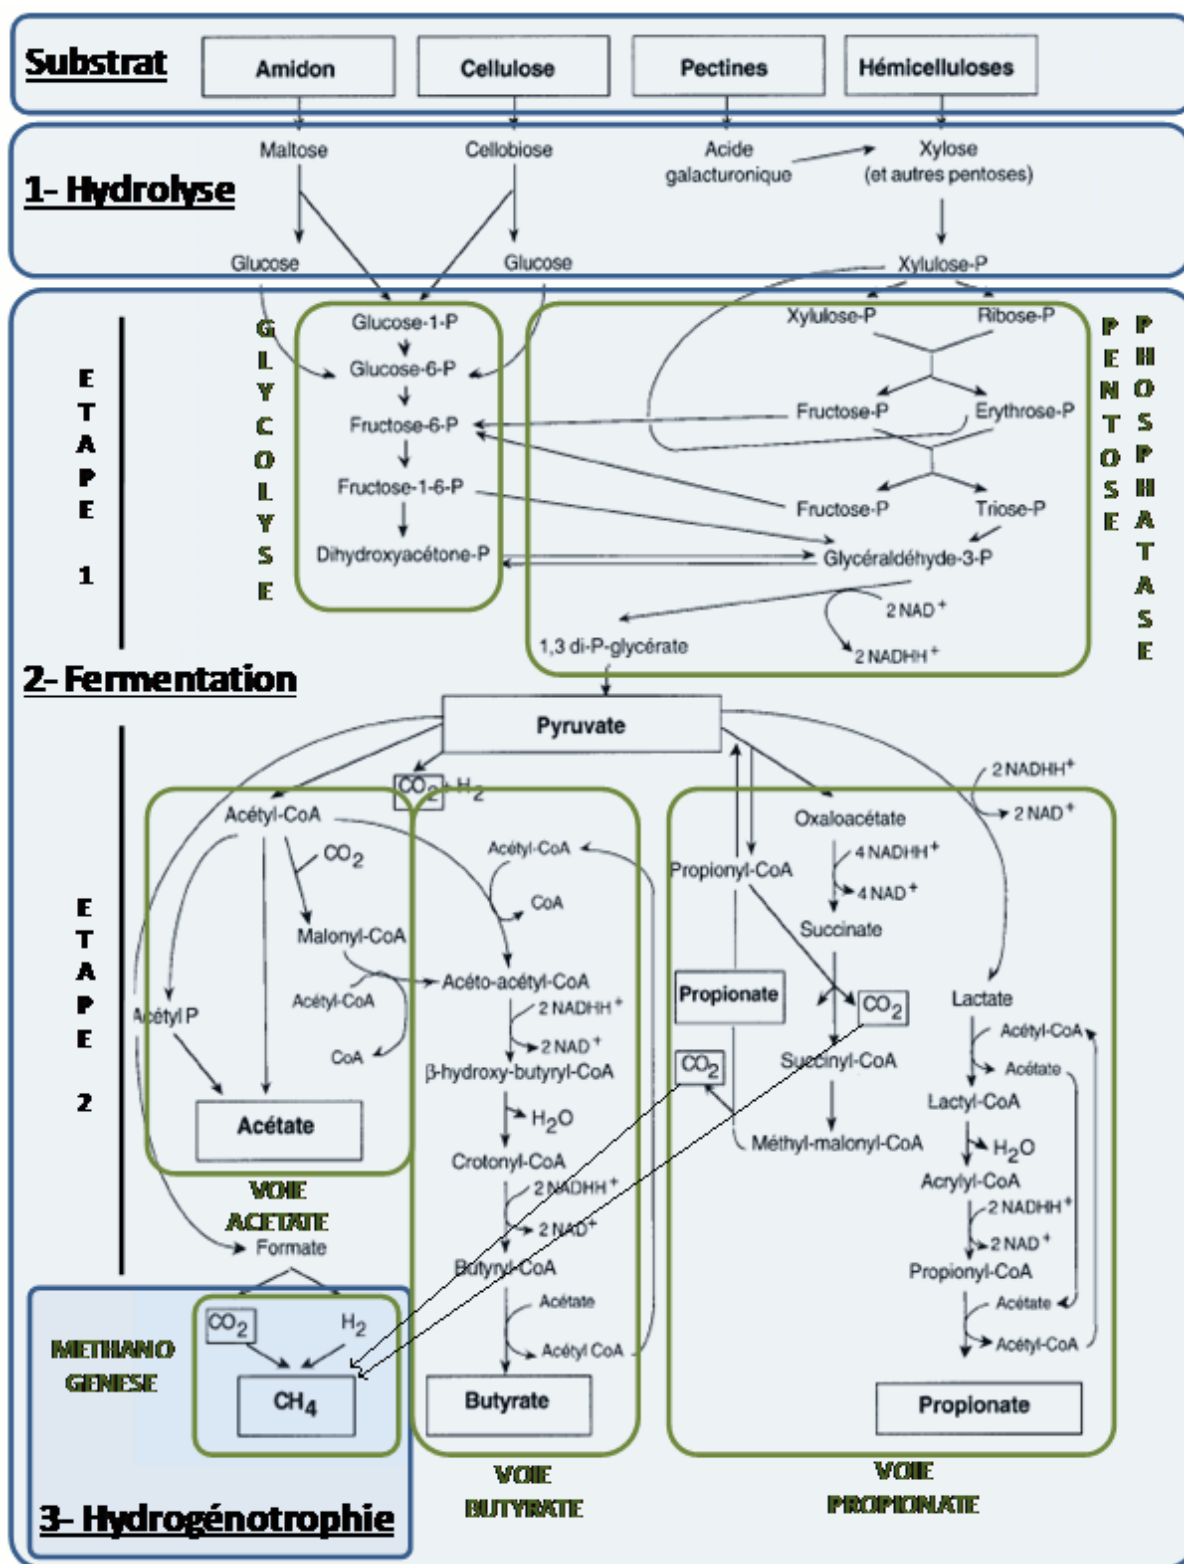 Substrat
Amidon
Cellulose
Pectines
Hémicelluloses
1- Hydrolyse
Maltose
Cellobiose
Acide
galacturonique
Xylose
(et autres pentoses)
Glucose
Glucose
Xylulose-P
ETAPE 1
GLYCOLYSE
Glucose-1-P
Glucose-6-P
Fructose-6-P
Fructose-1-6-P
Dihydroxyacétone-P
Xylulose-P
Ribose-P
Fructose-P
Erythrose-P
Fructose-P
Triose-P
Glycéraldéhyde-3-P
2 NAD+
2 NADHH+
1,3 di-P-glycérate
PENTOSE
PHOSPHATASE
2- Fermentation
Pyruvate
CO2 + H2
ETAPE 2
Acétyl-CoA
CO2
Malonyl-CoA
Acétyl-CoA
CoA
Acétyl P
Acétate
VOIE
ACETATE
Formate
Acétyl-CoA
CoA
Acéto-acétyl-CoA
2 NADHH+
2 NAD+
β-hydroxy-butyryl-CoA
H2O
Crotonyl-CoA
2 NADHH+
2 NAD+
Butyryl-CoA
Acétate
Acétyl CoA
Butyrate
VOIE
BUTYRATE
2 NADHH+
2 NAD+
Oxaloacétate
4 NADHH+
4 NAD+
Propionyl-CoA
Succinate
Propionate
CO2
CO2
Succinyl-CoA
Méthyl-malonyl-CoA
Lactate
Acétyl-CoA
Acétate
Lactyl-CoA
H2O
Acrylyl-CoA
2 NADHH+
2 NAD+
Propionyl-CoA
Acétate
Acétyl-CoA
Propionate
VOIE
PROPIONATE
METHANO
GENESE
CO2
H2
CH4
3- Hydrogénotrophie